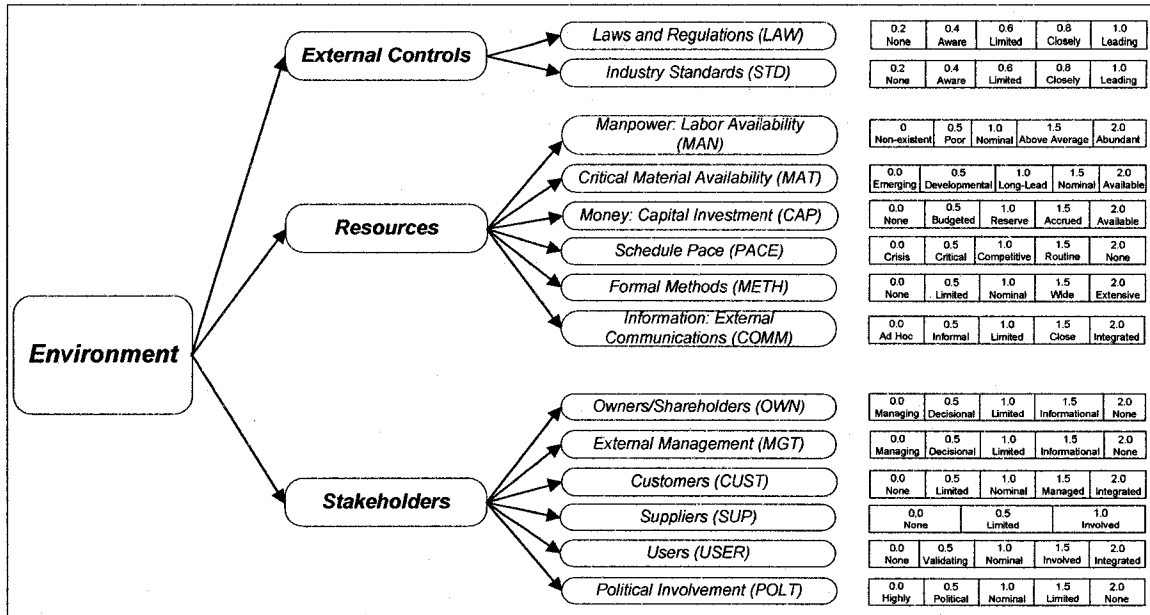 Environment
External Controls
Laws and Regulations (LAW)
0.2 0.4 0.6 0.8 1.0
None Aware Limited Closely Leading
Industry Standards (STD)
0.2 0.4 0.6 0.8 1.0
None Aware Limited Closely Leading
Resources
Manpower: Labor Availability
(MAN)
0 0.5 1.0 1.5 2.0
Non-existent Poor Nominal Above Average Abundant
Critical Material Availability (MAT)
0.0 0.5 1.0 1.5 2.0
Emerging Developmental Long-Lead Nominal Available
Money: Capital Investment (CAP)
0.0 0.5 1.0 1.5 2.0
None Budgeted Reserve Accrued Available
Schedule Pace (PACE)
0.0 0.5 1.0 1.5 2.0
Crisis Critical Competitive Routine None
Formal Methods (METH)
0.0 0.5 1.0 1.5 2.0
None Limited Nominal Wide Extensive
Information: External
Communications (COMM)
0.0 0.5 1.0 1.5 2.0
Ad Hoc Informal Limited Close Integrated
Stakeholders
Owners/Shareholders (OWN)
0.0 0.5 1.0 1.5 2.0
Managing Decisional Limited Informational None
External Management (MGT)
0.0 0.5 1.0 1.5 2.0
Managing Decisional Limited Informational None
Customers (CUST)
0.0 0.5 1.0 1.5 2.0
None Limited Nominal Managed Integrated
Suppliers (SUP)
0.0 0.5 1.0
None Limited Involved
Users (USER)
0.0 0.5 1.0 1.5 2.0
None Validating Nominal Involved Integrated
Political Involvement (POLT)
0.0 0.5 1.0 1.5 2.0
Highly Political Nominal Limited None